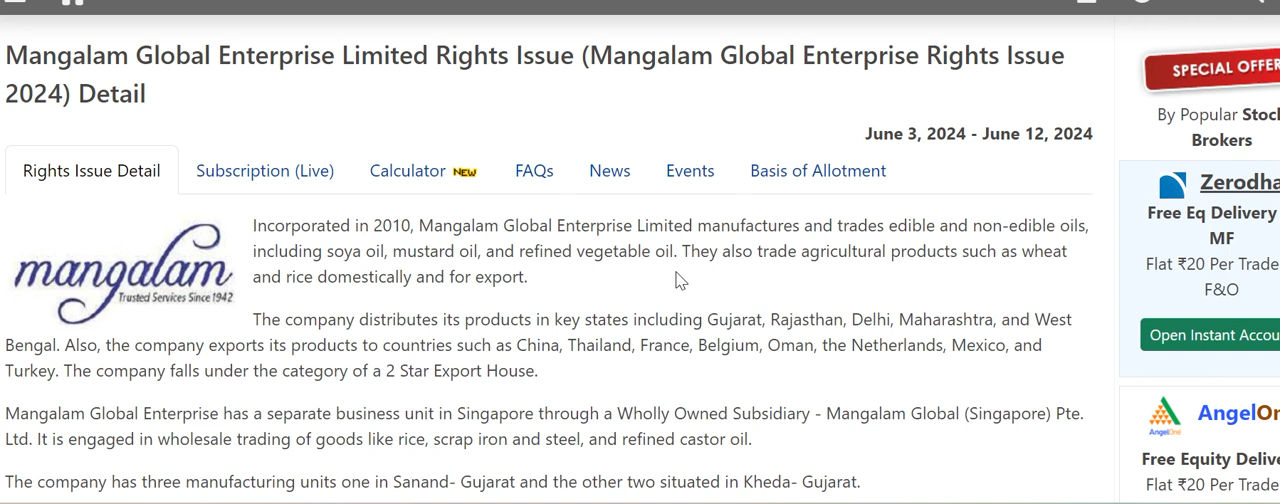 Mangalam Global Enterprise Limited Rights Issue (Mangalam Global Enterprise Rights Issue
2024) Detail
June 3, 2024 - June 12, 2024
Rights Issue Detail
Subscription (Live)
Calculator NEW
FAQs
News
Events
Basis of Allotment
mangalam
Trusted Services Since 1942
Incorporated in 2010, Mangalam Global Enterprise Limited manufactures and trades edible and non-edible oils,
including soya oil, mustard oil, and refined vegetable oil. They also trade agricultural products such as wheat
and rice domestically and for export.
The company distributes its products in key states including Gujarat, Rajasthan, Delhi, Maharashtra, and West
Bengal. Also, the company exports its products to countries such as China, Thailand, France, Belgium, Oman, the Netherlands, Mexico, and
Turkey. The company falls under the category of a 2 Star Export House.
Mangalam Global Enterprise has a separate business unit in Singapore through a Wholly Owned Subsidiary - Mangalam Global (Singapore) Pte.
Ltd. It is engaged in wholesale trading of goods like rice, scrap iron and steel, and refined castor oil.
The company has three manufacturing units one in Sanand- Gujarat and the other two situated in Kheda- Gujarat.
SPECIAL OFFER
By Popular Stock
Brokers
Zerodha
Free Eq Delivery
MF
Flat ₹20 Per Trade
F&O
Open Instant Accou
AngelOn
AngelOne
Free Equity Delive
Flat ₹20 Per Trade